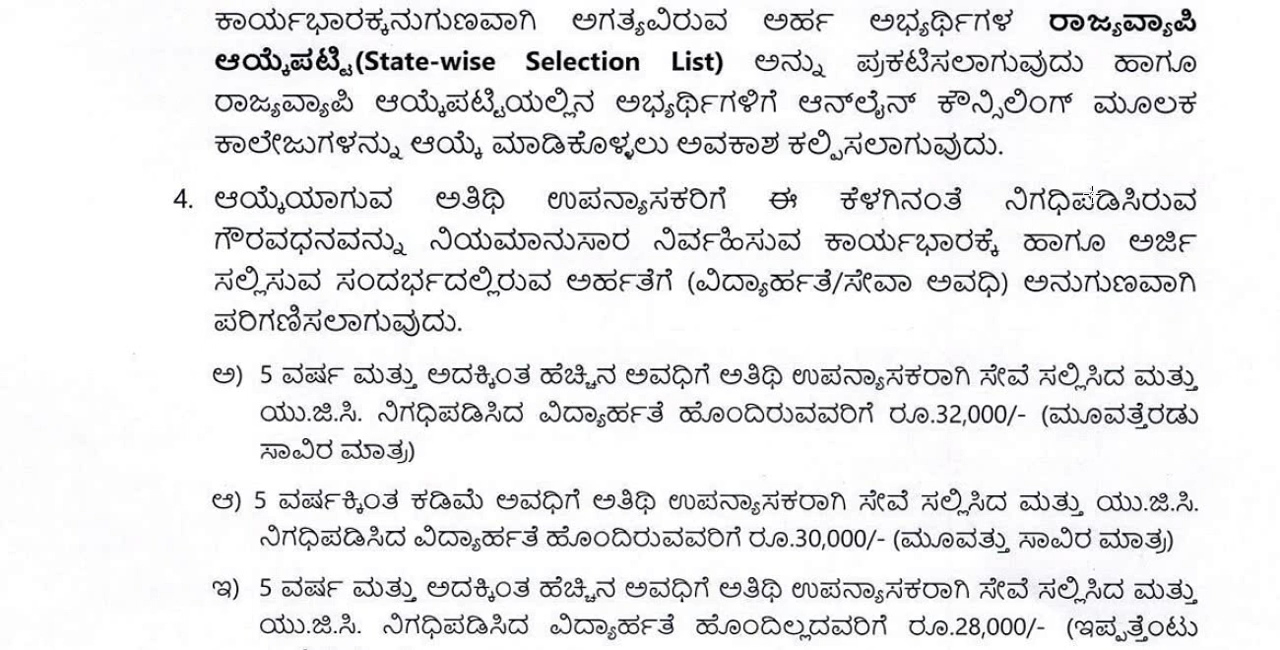 ಕಾರ್ಯಭಾರಕ್ಕನುಗುಣವಾಗಿ ಅಗತ್ಯವಿರುವ ಅರ್ಹ ಅಭ್ಯರ್ಥಿಗಳ ರಾಜ್ಯವ್ಯಾಪಿ
ಆಯ್ಕೆಪಟ್ಟಿ(State-wise Selection List) ಅನ್ನು ಪ್ರಕಟಿಸಲಾಗುವುದು ಹಾಗೂ
ರಾಜ್ಯವ್ಯಾಪಿ ಆಯ್ಕೆಪಟ್ಟಿಯಲ್ಲಿನ ಅಭ್ಯರ್ಥಿಗಳಿಗೆ ಆನ್‌ಲೈನ್ ಕೌನ್ಸಿಲಿಂಗ್ ಮೂಲಕ
ಕಾಲೇಜುಗಳನ್ನು ಆಯ್ಕೆ ಮಾಡಿಕೊಳ್ಳಲು ಅವಕಾಶ ಕಲ್ಪಿಸಲಾಗುವುದು.
4. ಆಯ್ಕೆಯಾಗುವ ಅತಿಥಿ ಉಪನ್ಯಾಸಕರಿಗೆ ಈ ಕೆಳಗಿನಂತೆ ನಿಗಧಿಪಡಿಸಿರುವ
ಗೌರವಧನವನ್ನು ನಿಯಮಾನುಸಾರ ನಿರ್ವಹಿಸುವ ಕಾರ್ಯಭಾರಕ್ಕೆ ಹಾಗೂ ಅರ್ಜಿ
ಸಲ್ಲಿಸುವ ಸಂದರ್ಭದಲ್ಲಿರುವ ಅರ್ಹತೆಗೆ (ವಿದ್ಯಾರ್ಹತೆ/ಸೇವಾ ಅವಧಿ) ಅನುಗುಣವಾಗಿ
ಪರಿಗಣಿಸಲಾಗುವುದು.
ಅ) 5 ವರ್ಷ ಮತ್ತು ಅದಕ್ಕಿಂತ ಹೆಚ್ಚಿನ ಅವಧಿಗೆ ಅತಿಥಿ ಉಪನ್ಯಾಸಕರಾಗಿ ಸೇವೆ ಸಲ್ಲಿಸಿದ ಮತ್ತು
ಯು.ಜಿ.ಸಿ. ನಿಗಧಿಪಡಿಸಿದ ವಿದ್ಯಾರ್ಹತೆ ಹೊಂದಿರುವವರಿಗೆ ರೂ.32,000/- (ಮೂವತ್ತೆರಡು
ಸಾವಿರ ಮಾತ್ರ)
ಆ) 5 ವರ್ಷಕ್ಕಿಂತ ಕಡಿಮೆ ಅವಧಿಗೆ ಅತಿಥಿ ಉಪನ್ಯಾಸಕರಾಗಿ ಸೇವೆ ಸಲ್ಲಿಸಿದ ಮತ್ತು ಯು.ಜಿ.ಸಿ.
ನಿಗಧಿಪಡಿಸಿದ ವಿದ್ಯಾರ್ಹತೆ ಹೊಂದಿರುವವರಿಗೆ ರೂ.30,000/- (ಮೂವತ್ತು ಸಾವಿರ ಮಾತ್ರ)
ಇ) 5 ವರ್ಷ ಮತ್ತು ಅದಕ್ಕಿಂತ ಹೆಚ್ಚಿನ ಅವಧಿಗೆ ಅತಿಥಿ ಉಪನ್ಯಾಸಕರಾಗಿ ಸೇವೆ ಸಲ್ಲಿಸಿದ ಮತ್ತು
ಯು.ಜಿ.ಸಿ. ನಿಗಧಿಪಡಿಸಿದ ವಿದ್ಯಾರ್ಹತೆ ಹೊಂದಿಲ್ಲದವರಿಗೆ ರೂ.28,000/- (ಇಪ್ಪತ್ತೆಂಟು